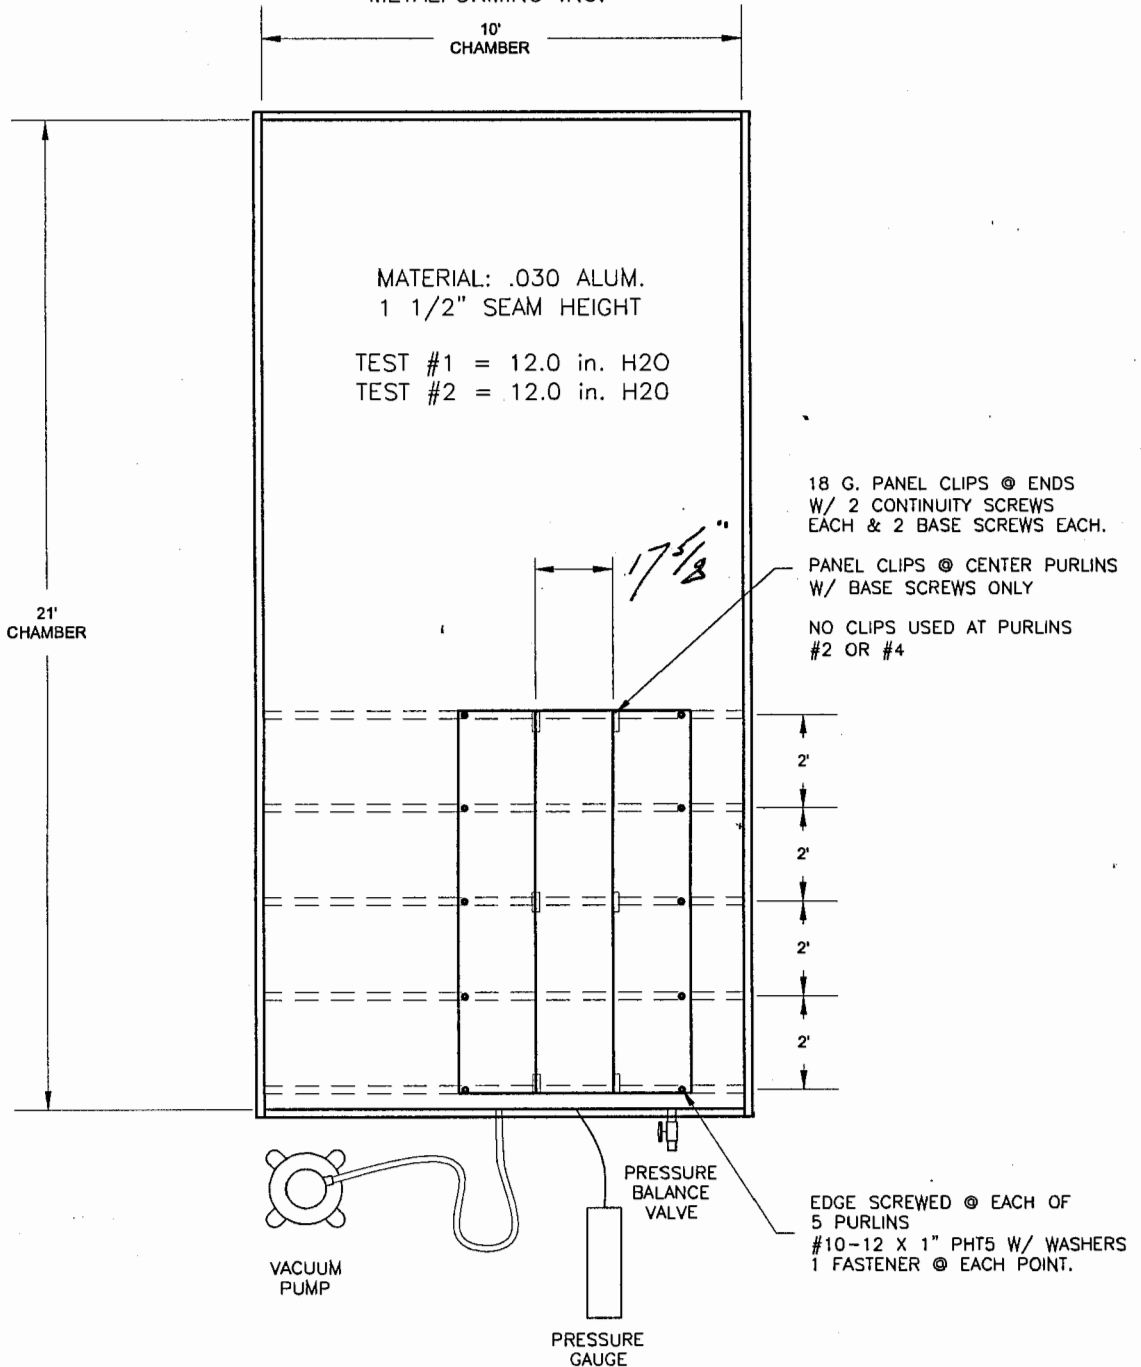 10'
CHAMBER
MATERIAL: .030 ALUM.
1 1/2" SEAM HEIGHT
TEST #1 = 12.0 in. H2O
TEST #2 = 12.0 in. H2O
18 G. PANEL CLIPS @ ENDS
W/ 2 CONTINUITY SCREWS
EACH & 2 BASE SCREWS EACH.
17 5/8"
PANEL CLIPS @ CENTER PURLINS
W/ BASE SCREWS ONLY
NO CLIPS USED AT PURLINS
#2 OR #4
21'
CHAMBER
2'
2'
2'
2'
PRESSURE
BALANCE
VALVE
EDGE SCREWED @ EACH OF
5 PURLINS
#10-12 X 1" PHT5 W/ WASHERS
1 FASTENER @ EACH POINT.
VACUUM
PUMP
PRESSURE
GAUGE